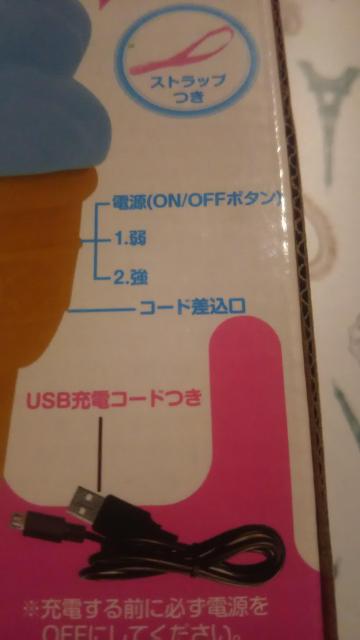 ストラップ
つき
電源(ON/OFFボタン)
1.弱
2.強
コード差込口
USB充電コードつき
※充電する前に必ず電源を
OFFにしてください。